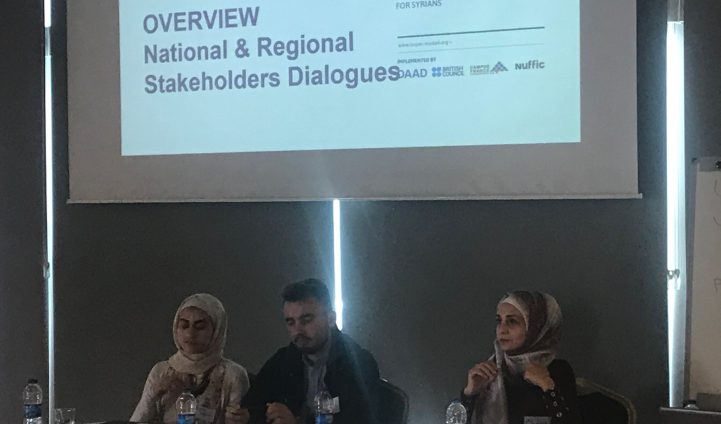 OVERVIEW
National & Regional
Stakeholders Dialogues
FOR SYRIANS
IMPLEMENTED BY
DAAD
BRITISH
COUNCIL
CAMPUS
FRANCE
nuffic